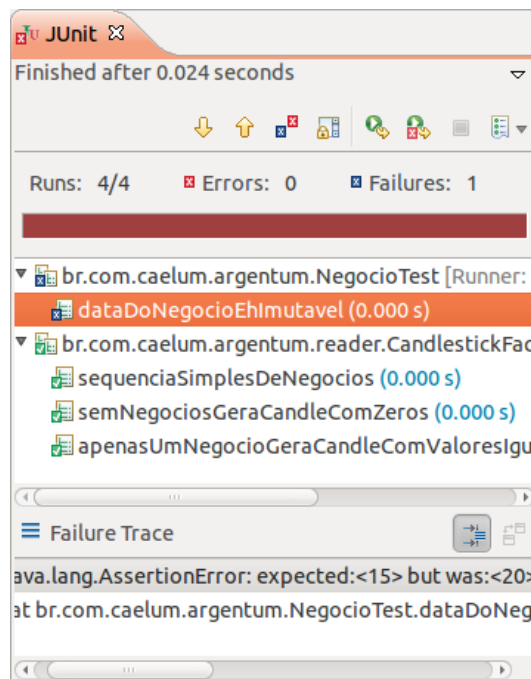 JUnit
Finished after 0.024 seconds
Runs: 4/4 Errors: 0 Failures: 1
br.com.caelum.argentum.NegocioTest [Runner:
dataDoNegocioEhImutavel (0.000 s)
br.com.caelum.argentum.reader.CandlestickFac
sequenciaSimplesDeNegocios (0.000 s)
semNegociosGeraCandleComZeros (0.000 s)
apenasUmNegocioGeraCandleComValoresIgu
Failure Trace
ava.lang.AssertionError: expected:<15> but was:<20>
at br.com.caelum.argentum.NegocioTest.dataDoNeg